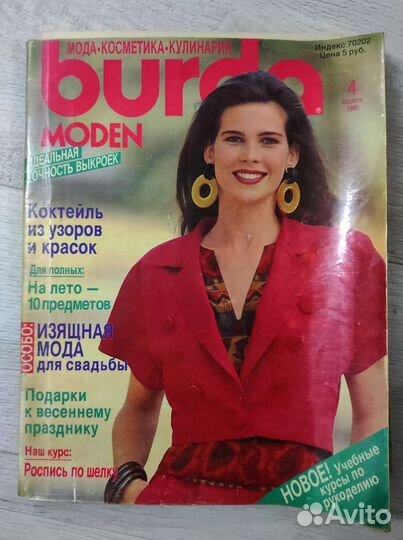 МОДА•КОСМЕТИКА•КУЛИНАРИЯ
Индекс 70202
Цена 5 руб.
burda
MODEN
4
Апрель
1990
ИДЕАЛЬНАЯ
ТОЧНОСТЬ ВЫКРОЕК
Коктейль
из узоров
и красок
Для полных:
На лето —
10 предметов
ОСОБО:
ИЗЯЩНАЯ
МОДА
для свадьбы
Подарки
к весеннему
празднику
Наш курс:
Роспись по шелку
НОВОЕ! Учебные
курсы по
рукоделию
Avito